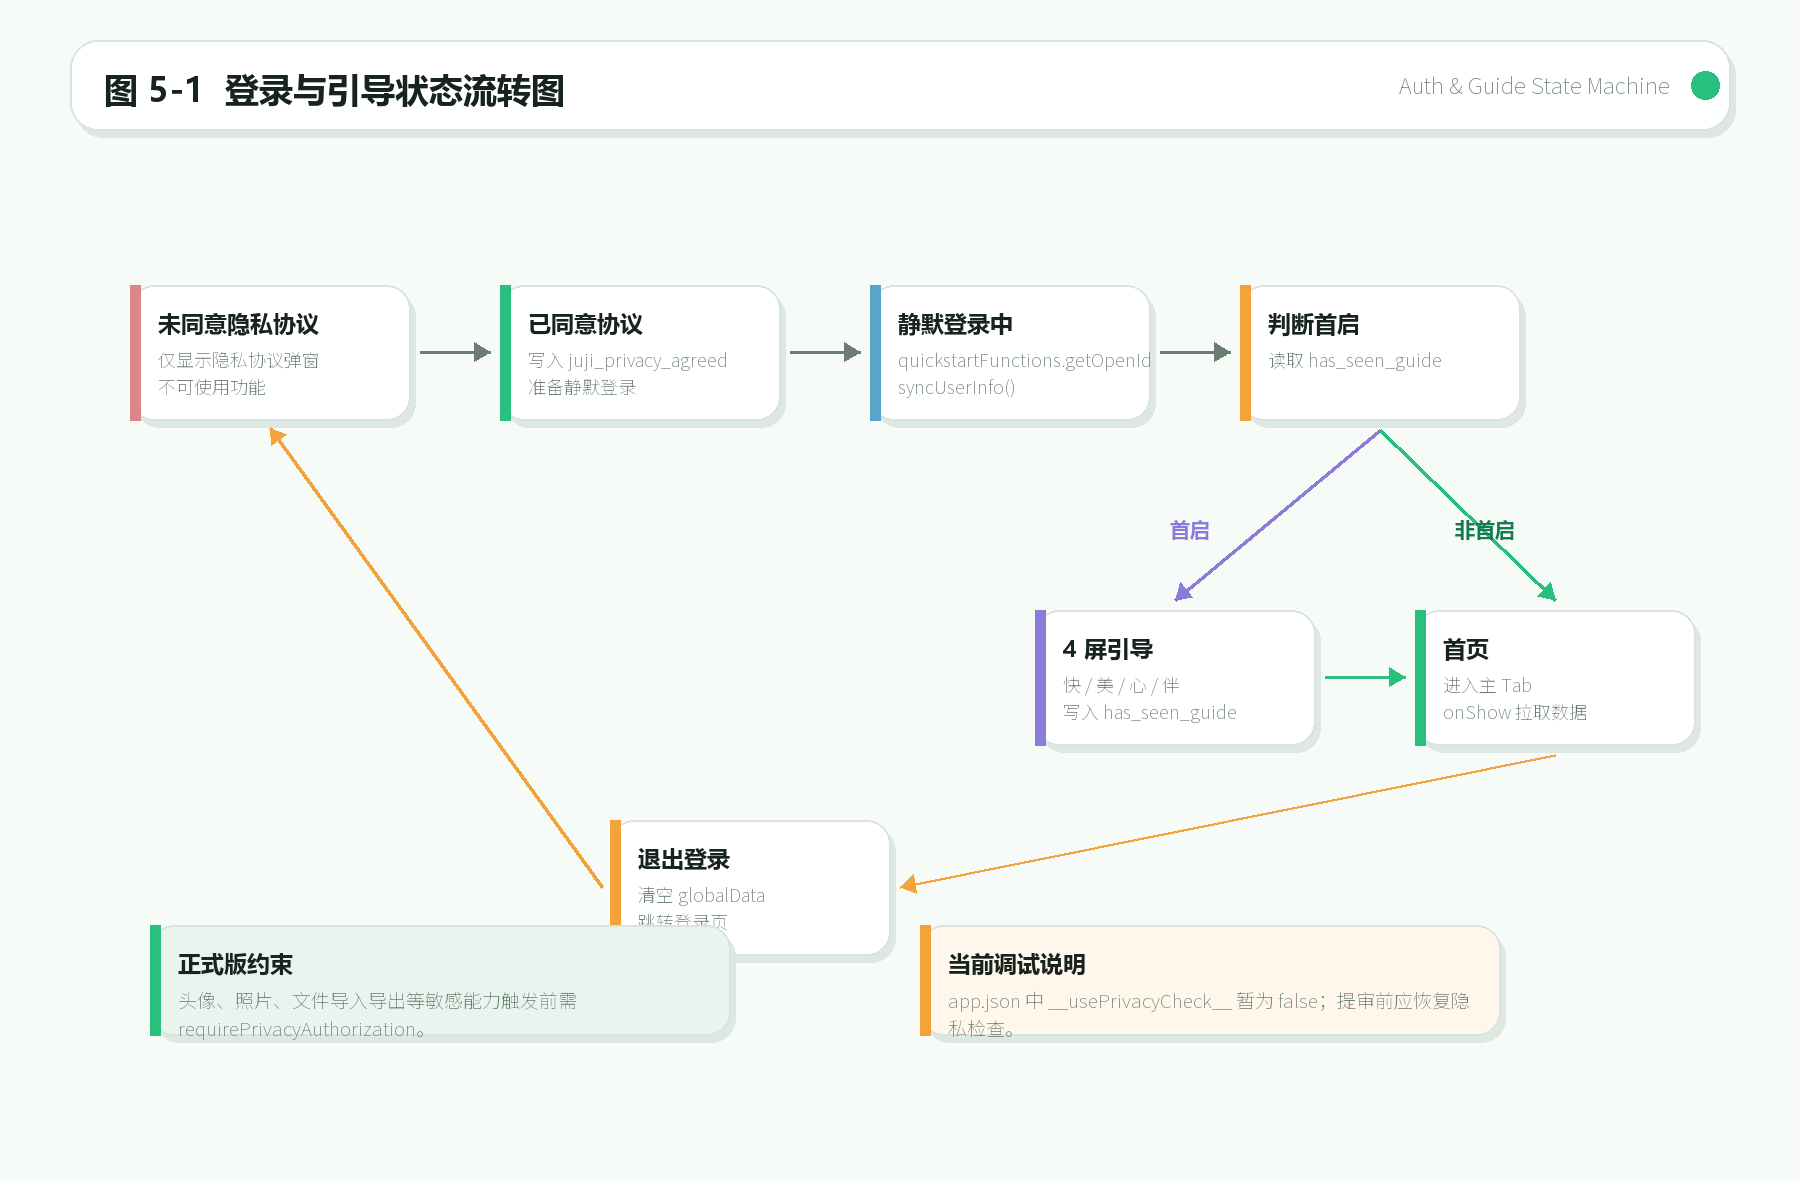 图 5-1 登录与引导状态流转图
Auth & Guide State Machine
未同意隐私协议
仅显示隐私协议弹窗
不可使用功能
已同意协议
写入 juji_privacy_agreed
准备静默登录
静默登录中
quickstartFunctions.getOpenId
syncUserInfo()
判断首启
读取 has_seen_guide
首启
非首启
4 屏引导
快 / 美 / 心 / 伴
写入 has_seen_guide
首页
进入主 Tab
onShow 拉取数据
退出登录
清空 globalData
跳转登录页
正式版约束
头像、照片、文件导入导出等敏感能力触发前需
requirePrivacyAuthorization。
当前调试说明
app.json 中 __usePrivacyCheck__ 暂为 false；提审前应恢复隐
私检查。